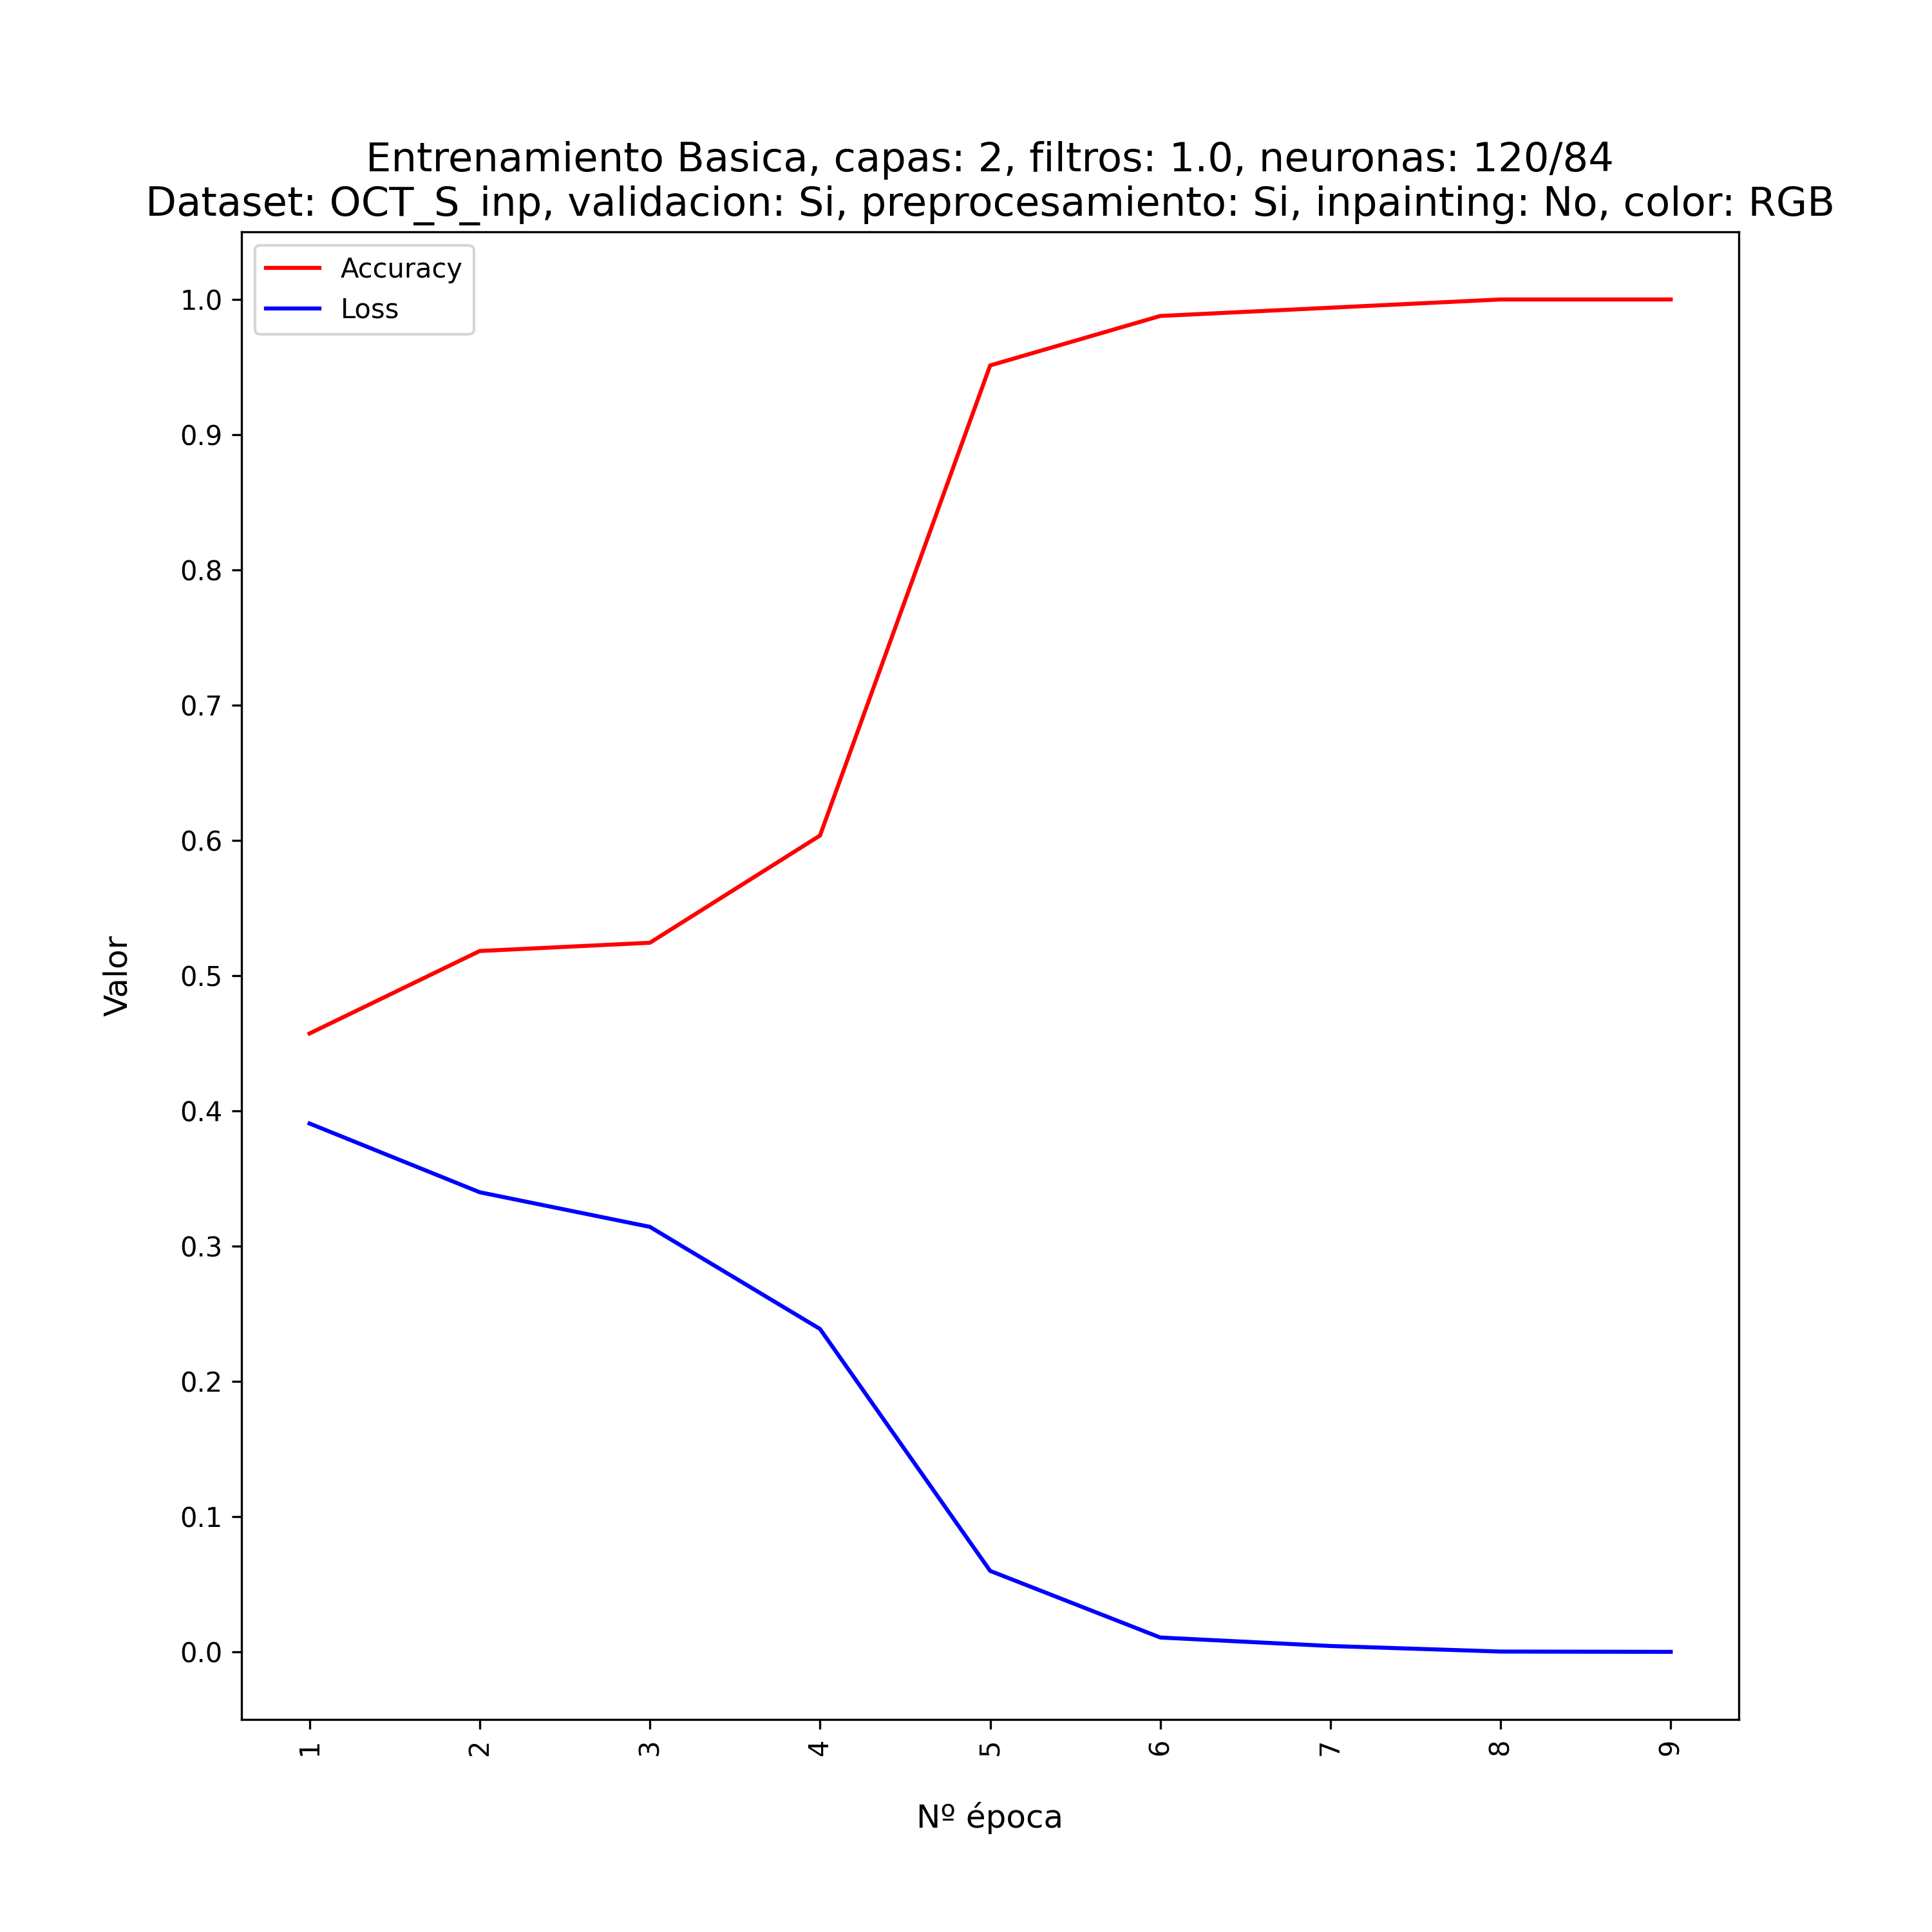 Entrenamiento Basica, capas: 2, filtros: 1.0, neuronas: 120/84
Dataset: OCT_S_inp, validacion: Si, preprocesamiento: Si, inpainting: No, color: RGB
Accuracy
Loss
1.0
0.9
0.8
0.7
0.6
0.5
0.4
0.3
0.2
0.1
0.0
Valor
1 2 3 4 5 6 7 8 9
Nº época